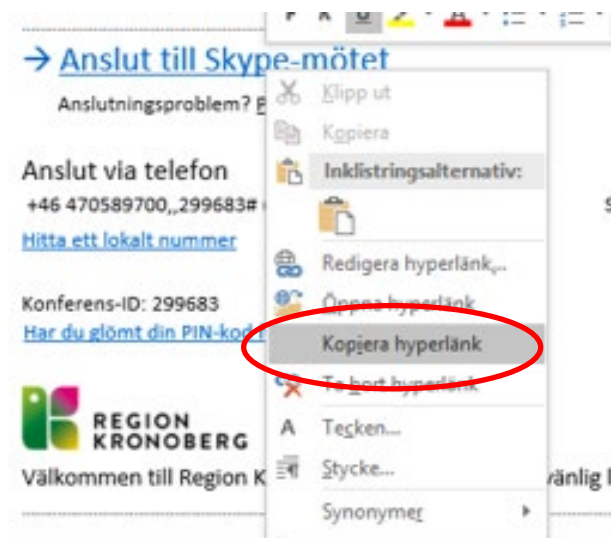 → Anslut till Skype-mötet
Anslutningsproblem?
Anslut via telefon
+46 470589700,,299683#
Hitta ett lokalt nummer
Konferens-ID: 299683
Har du glömt din PIN-kod
REGION
KRONOBERG
Välkommen till Region K
vänlig
Klipp ut
Kopiera
Inklistringsalternativ:
Redigera hyperlänk...
Öppna hyperlänk
Kopiera hyperlänk
Ta bort hyperlänk
Tecken...
Stycke...
Synonymer